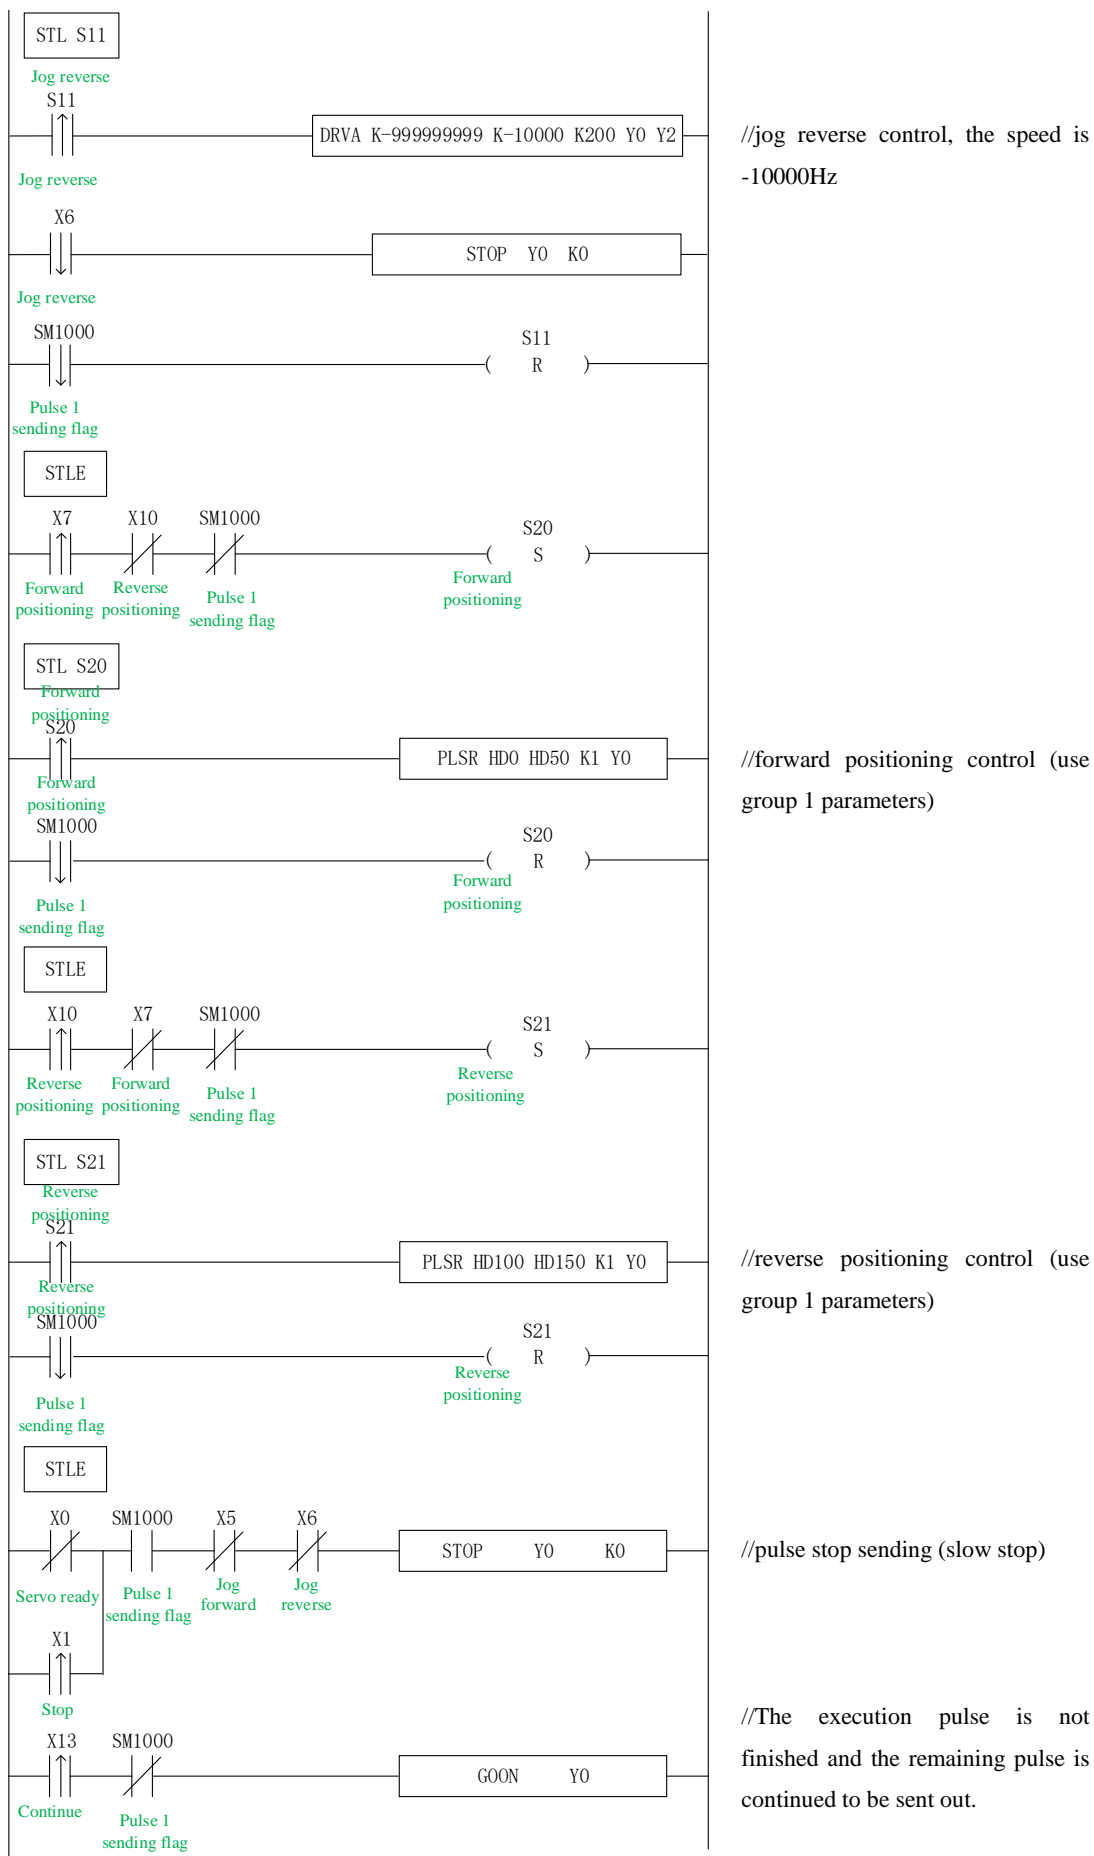 STL S11
Jog reverse
S11
DRVA K-999999999 K-10000 K200 Y0 Y2
//jog reverse control, the speed is
-10000Hz
Jog reverse
X6
STOP Y0 K0
Jog reverse
SM1000
S11
( R )
Pulse 1
sending flag
STLE
X7 X10 SM1000
S20
( S )
Forward
positioning
Reverse
positioning
Pulse 1
sending flag
Forward
positioning
STL S20
Forward
positioning
S20
PLSR HD0 HD50 K1 Y0
//forward positioning control (use
group 1 parameters)
Forward
positioning
SM1000
S20
( R )
Forward
positioning
Pulse 1
sending flag
STLE
X10 X7 SM1000
S21
( S )
Reverse
positioning
Forward
positioning
Pulse 1
sending flag
Reverse
positioning
STL S21
Reverse
positioning
S21
PLSR HD100 HD150 K1 Y0
//reverse positioning control (use
group 1 parameters)
Reverse
positioning
SM1000
S21
( R )
Reverse
positioning
Pulse 1
sending flag
STLE
X0 SM1000 X5 X6
STOP Y0 K0
//pulse stop sending (slow stop)
Servo ready
Pulse 1
sending flag
Jog
forward
Jog
reverse
X1
Stop
X13 SM1000
GOON Y0
//The execution pulse is not
finished and the remaining pulse is
continued to be sent out.
Continue
Pulse 1
sending flag